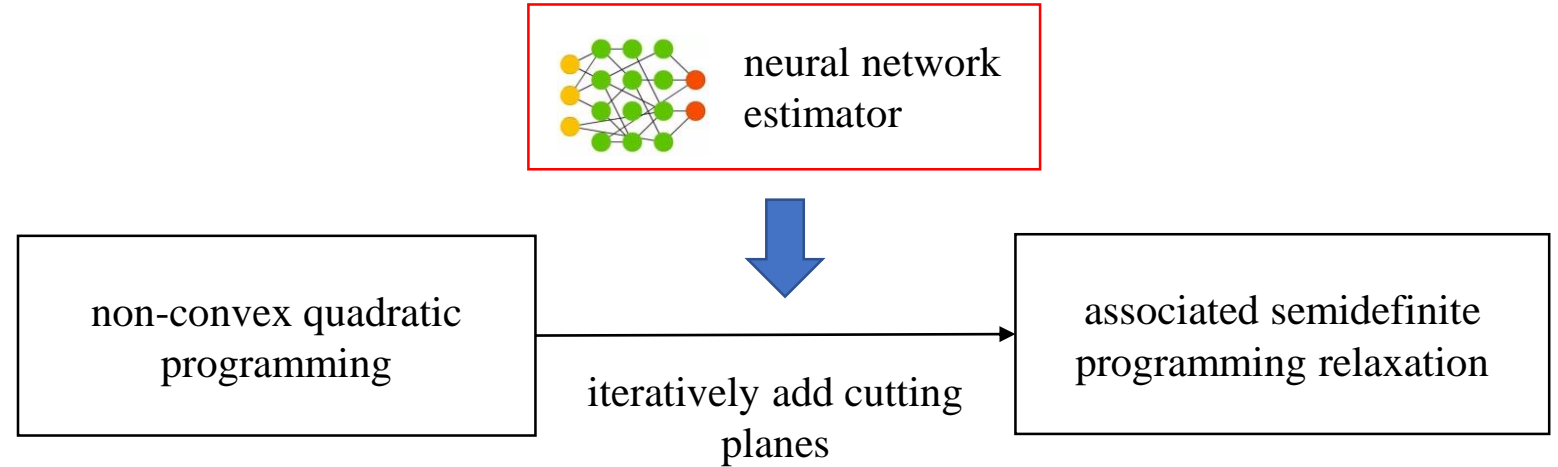 neural network
estimator
non-convex quadratic
programming
iteratively add cutting
planes
associated semidefinite
programming relaxation